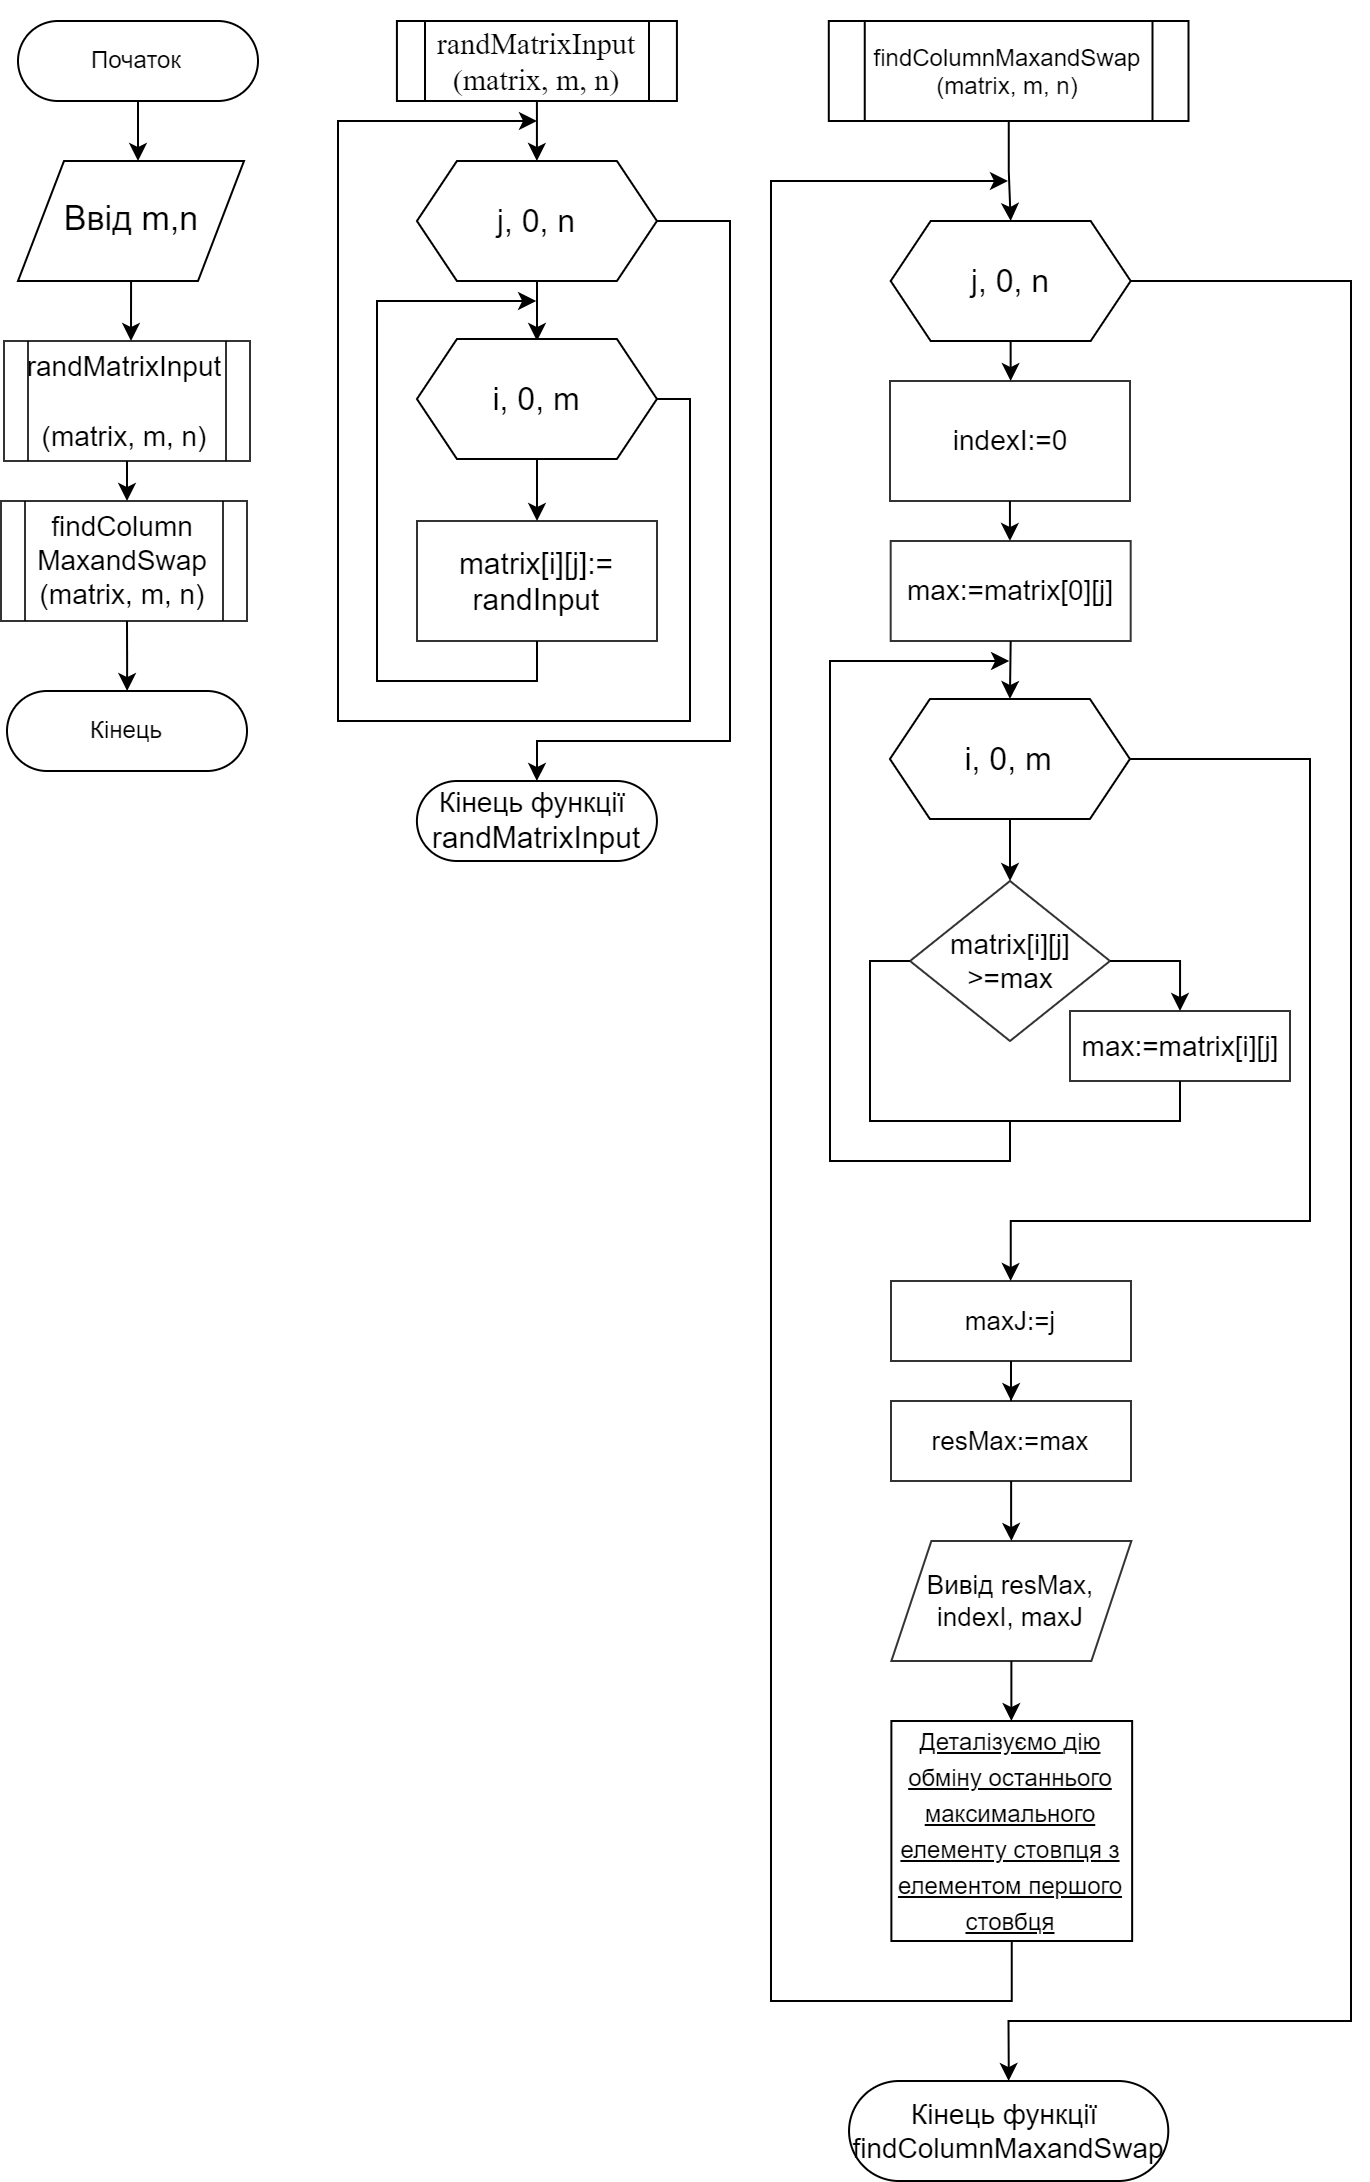 Початок
Ввід m,n
randMatrixInput
(matrix, m, n)
findColumn
MaxandSwap
(matrix, m, n)
Кінець
randMatrixInput
(matrix, m, n)
j, 0, n
i, 0, m
matrix[i][j]:=
randInput
Кінець функції
randMatrixInput
findColumnMaxandSwap
(matrix, m, n)
j, 0, n
indexI:=0
max:=matrix[0][j]
i, 0, m
matrix[i][j]
>=max
max:=matrix[i][j]
maxJ:=j
resMax:=max
Вивід resMax,
indexI, maxJ
Деталізуємо дію
обміну останнього
максимального
елементу стовпця з
елементом першого
стовбця
Кінець функції
findColumnMaxandSwap